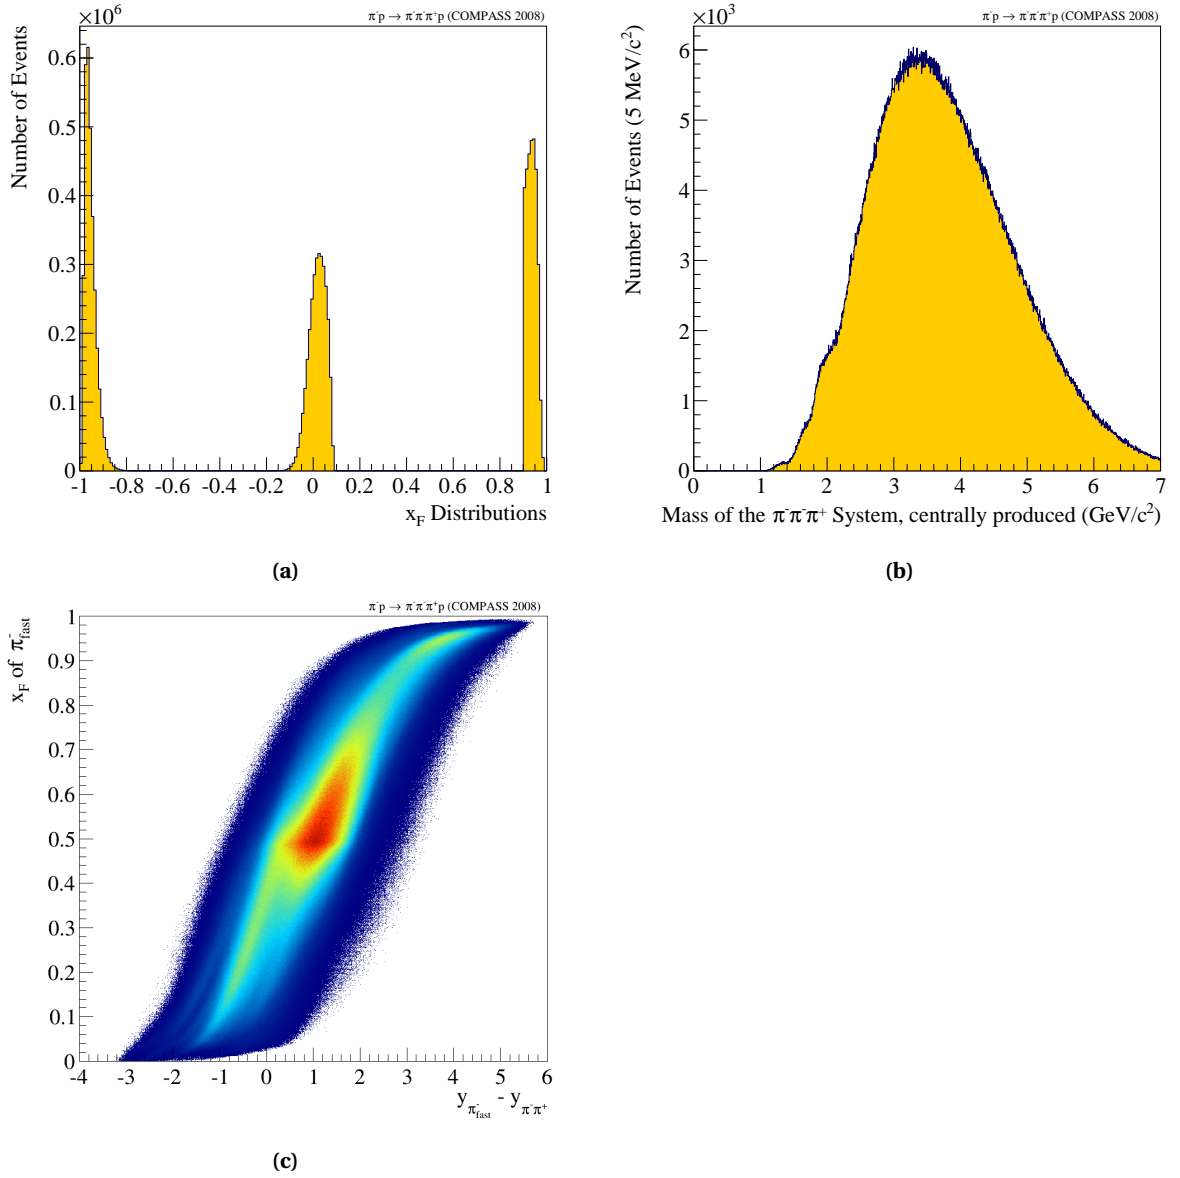 π⁻p → π⁻π⁻π⁺p (COMPASS 2008)
×10⁶
Number of Events
0.6
0.5
0.4
0.3
0.2
0.1
0
-1 -0.8 -0.6 -0.4 -0.2 0 0.2 0.4 0.6 0.8 1
x_F Distributions
(a)
π⁻p → π⁻π⁻π⁺p (COMPASS 2008)
×10³
Number of Events (5 MeV/c²)
6
5
4
3
2
1
0
0 1 2 3 4 5 6 7
Mass of the π⁻π⁻π⁺ System, centrally produced (GeV/c²)
(b)
π⁻p → π⁻π⁻π⁺p (COMPASS 2008)
x_F of π⁻_fast
1
0.9
0.8
0.7
0.6
0.5
0.4
0.3
0.2
0.1
0
-4 -3 -2 -1 0 1 2 3 4 5 6
y_π⁻_fast - y_π⁻π⁺
(c)